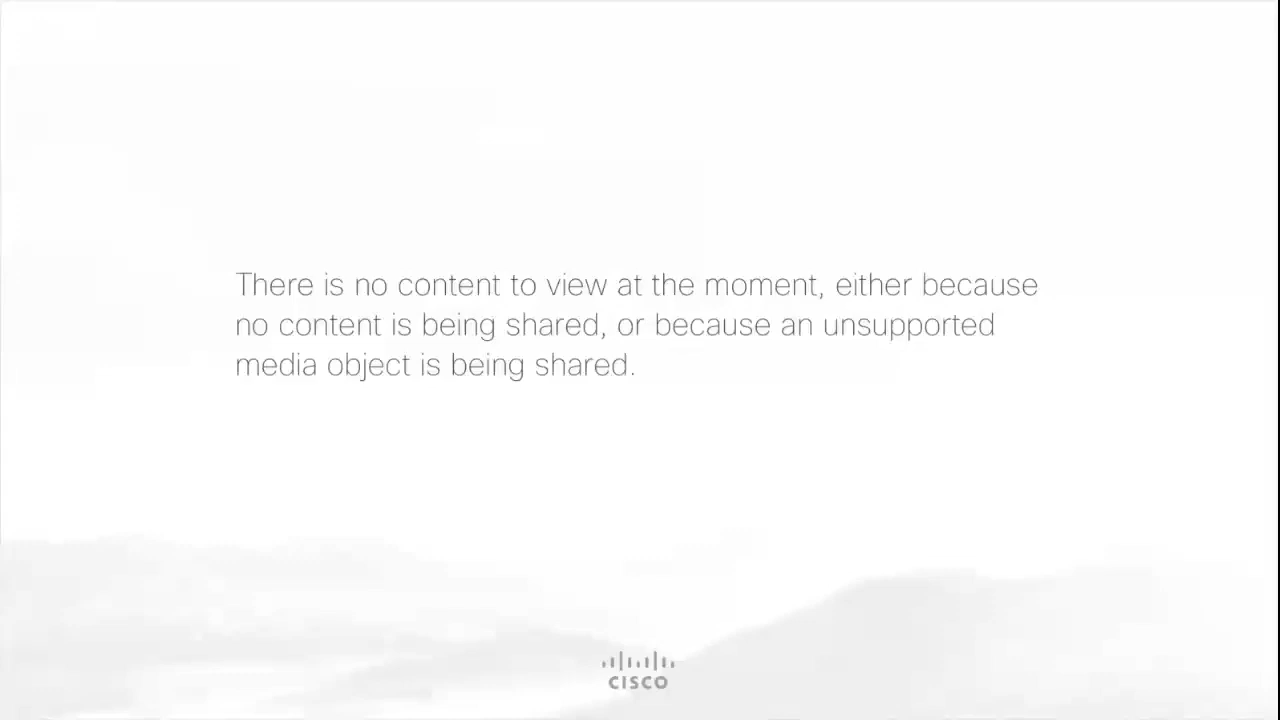 There is no content to view at the moment, either because
no content is being shared, or because an unsupported
media object is being shared.
CISCO